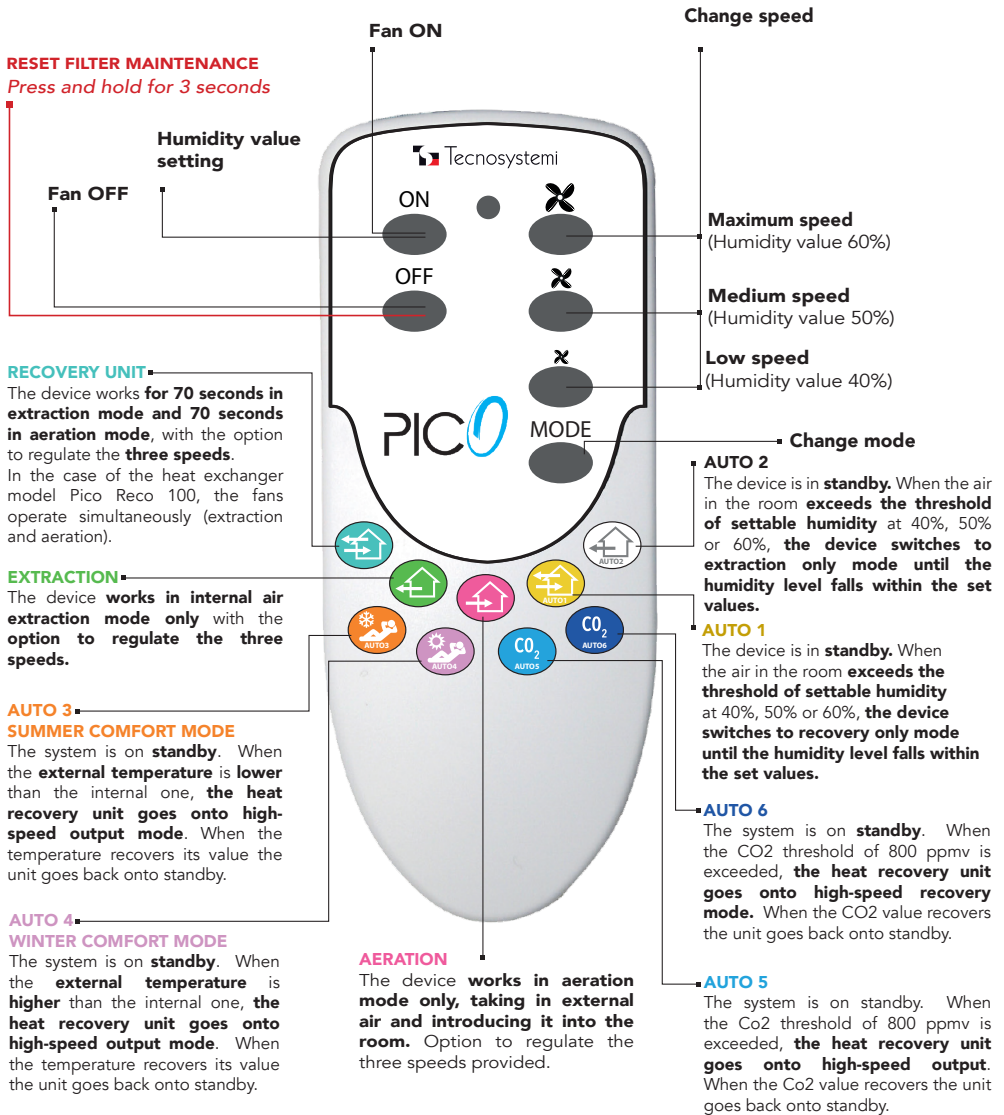 Fan ON
Change speed
RESET FILTER MAINTENANCE
Press and hold for 3 seconds
Humidity value
setting
Fan OFF
Tecnosystemi
ON
OFF
Maximum speed
(Humidity value 60%)
Medium speed
(Humidity value 50%)
Low speed
(Humidity value 40%)
PICO
MODE
Change mode
RECOVERY UNIT
The device works for 70 seconds in
extraction mode and 70 seconds
in aeration mode, with the option
to regulate the three speeds.
In the case of the heat exchanger
model Pico Reco 100, the fans
operate simultaneously (extraction
and aeration).
EXTRACTION
The device works in internal air
extraction mode only with the
option to regulate the three
speeds.
AUTO 3
SUMMER COMFORT MODE
The system is on standby. When
the external temperature is lower
than the internal one, the heat
recovery unit goes onto high-
speed output mode. When the
temperature recovers its value the
unit goes back onto standby.
AUTO 4
WINTER COMFORT MODE
The system is on standby. When
the external temperature is
higher than the internal one, the
heat recovery unit goes onto
high-speed output mode. When
the temperature recovers its value
the unit goes back onto standby.
AUTO2
AUTO1
AUTO3
AUTO4
CO2
AUTO5
CO2
AUTO6
AERATION
The device works in aeration
mode only, taking in external
air and introducing it into the
room. Option to regulate the
three speeds provided.
AUTO 2
The device is in standby. When the air
in the room exceeds the threshold
of settable humidity at 40%, 50%
or 60%, the device switches to
extraction only mode until the
humidity level falls within the set
values.
AUTO 1
The device is in standby. When
the air in the room exceeds the
threshold of settable humidity
at 40%, 50% or 60%, the device
switches to recovery only mode
until the humidity level falls within
the set values.
AUTO 6
The system is on standby. When
the CO2 threshold of 800 ppmv is
exceeded, the heat recovery unit
goes onto high-speed recovery
mode. When the CO2 value recovers
the unit goes back onto standby.
AUTO 5
The system is on standby. When
the Co2 threshold of 800 ppmv is
exceeded, the heat recovery unit
goes onto high-speed output.
When the Co2 value recovers the unit
goes back onto standby.